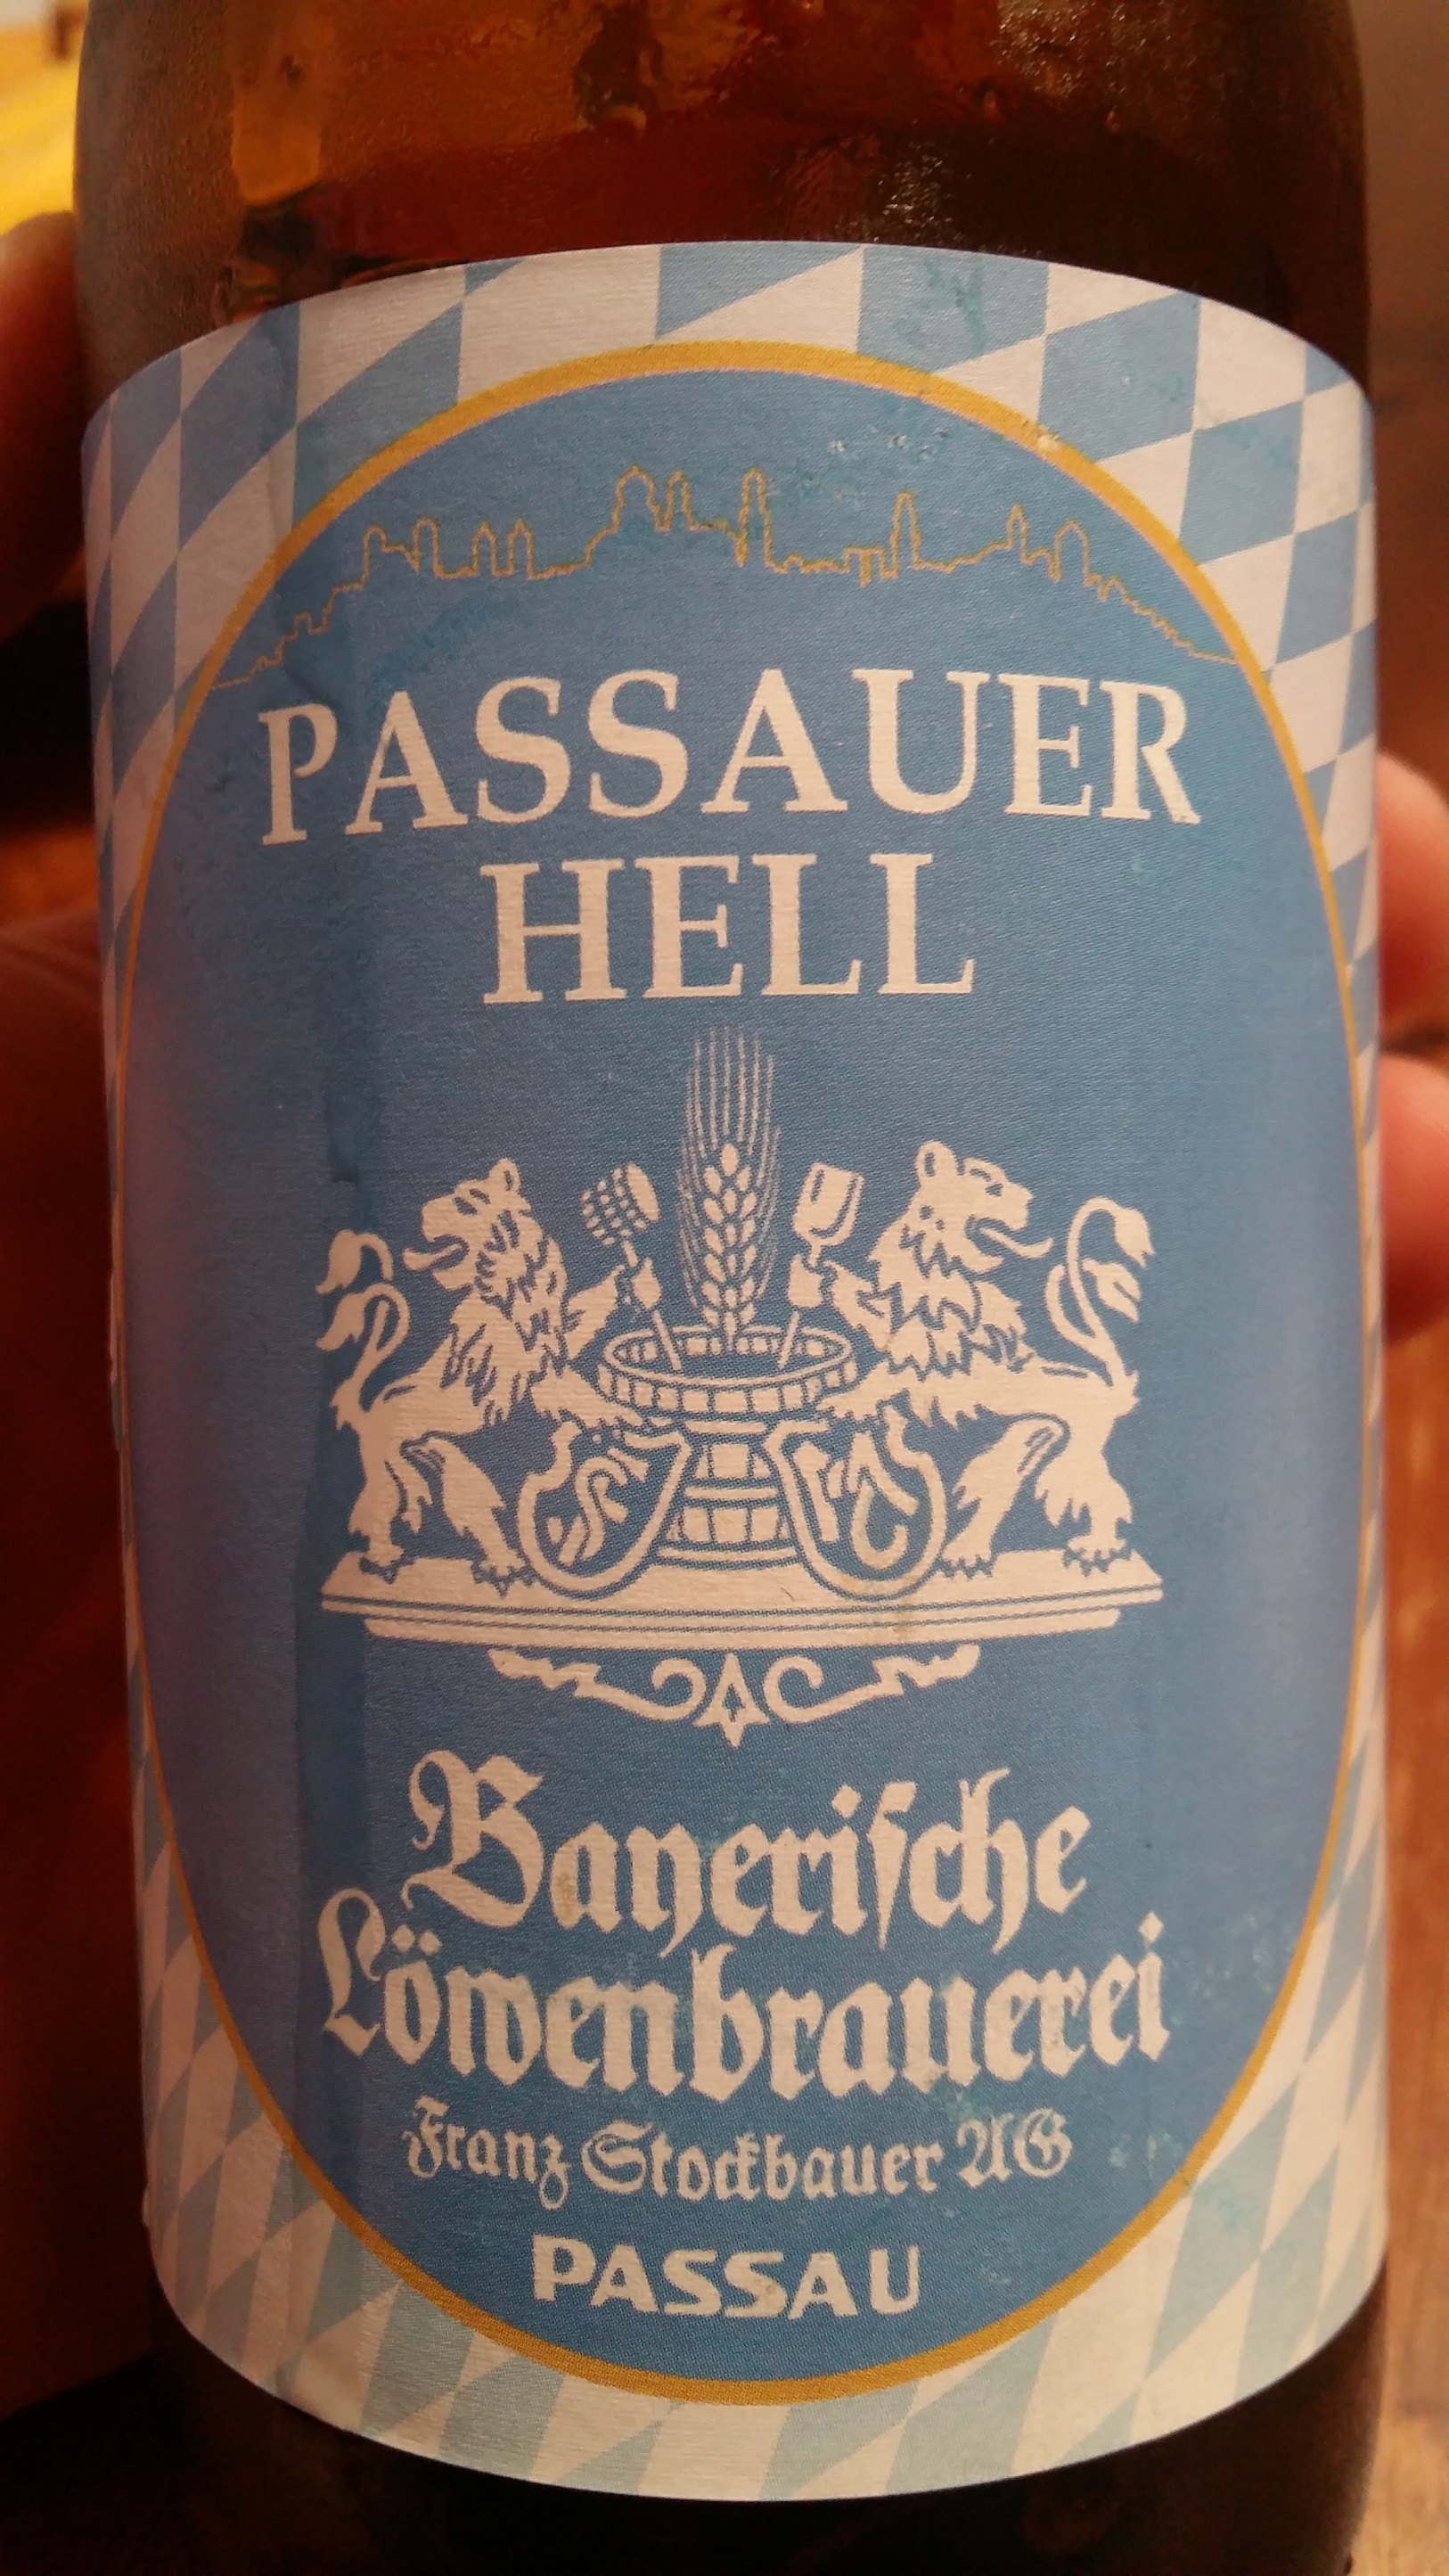 PASSAUER
HELL
Bayerische
Löwenbrauerei
Franz Stockbauer AG
PASSAU